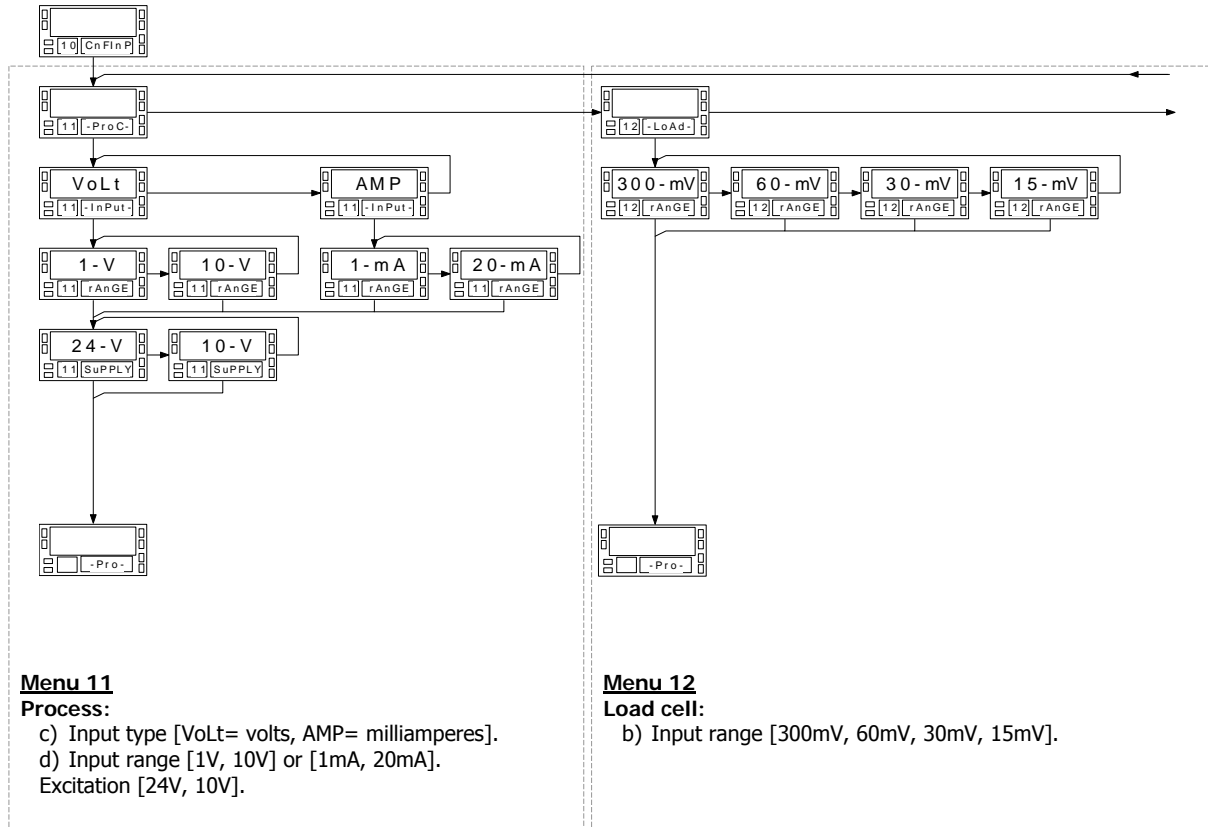 10 CnFInP
11 -ProC-
12 -LoAd-
VoLt
11 -InPut-
AMP
11 -InPut-
300-mV
12 rAnGE
60-mV
12 rAnGE
30-mV
12 rAnGE
15-mV
12 rAnGE
1-V
11 rAnGE
10-V
11 rAnGE
1-mA
11 rAnGE
20-mA
11 rAnGE
24-V
11 SuPPLY
10-V
11 SuPPLY
-Pro-
-Pro-
Menu 11
Process:
c) Input type [VoLt= volts, AMP= milliamperes].
d) Input range [1V, 10V] or [1mA, 20mA].
Excitation [24V, 10V].
Menu 12
Load cell:
b) Input range [300mV, 60mV, 30mV, 15mV].